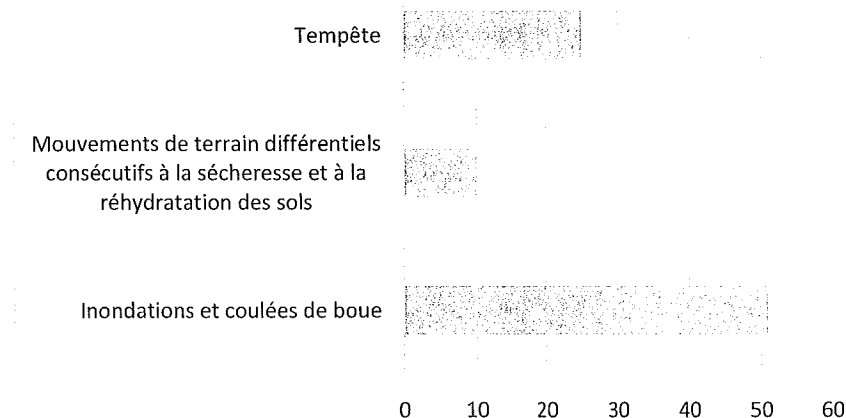 Tempête
Mouvements de terrain différentiels
consécutifs à la sécheresse et à la
réhydratation des sols
Inondations et coulées de boue
0 10 20 30 40 50 60